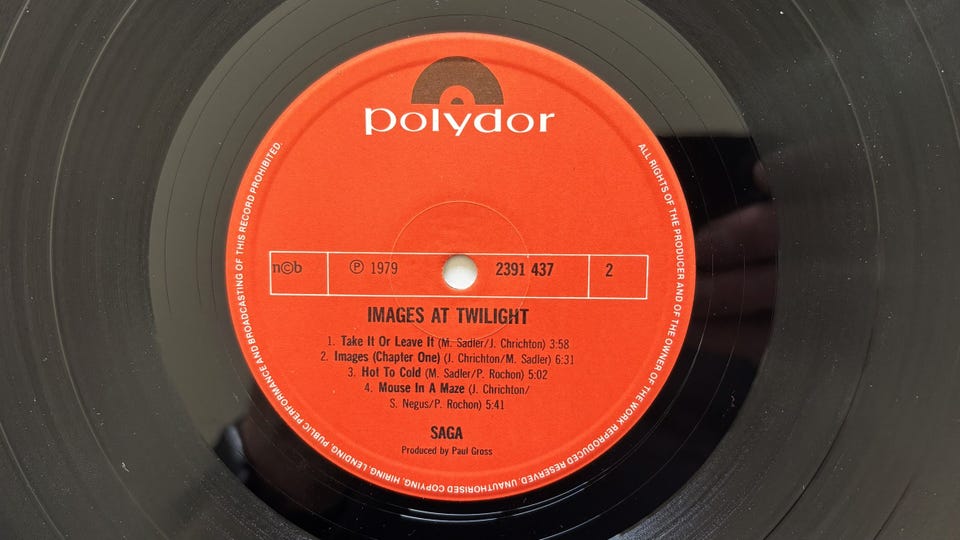 polydor
ALL RIGHTS OF THE PRODUCER AND OF THE OWNER OF THE WORK REPRODUCED RESERVED. UNAUTHORISED COPYING, HIRING, LENDING, PUBLIC PERFORMANCE AND BROADCASTING OF THIS RECORD PROHIBITED.
n©b
℗ 1979
2391 437
2
IMAGES AT TWILIGHT
1. Take It Or Leave It (M. Sadler/J. Chrichton) 3:58
2. Images (Chapter One) (J. Chrichton/M. Sadler) 6:31
3. Hot To Cold (M. Sadler/P. Rochon) 5:02
4. Mouse In A Maze (J. Chrichton/
S. Negus/P. Rochon) 5:41
SAGA
Produced by Paul Gross